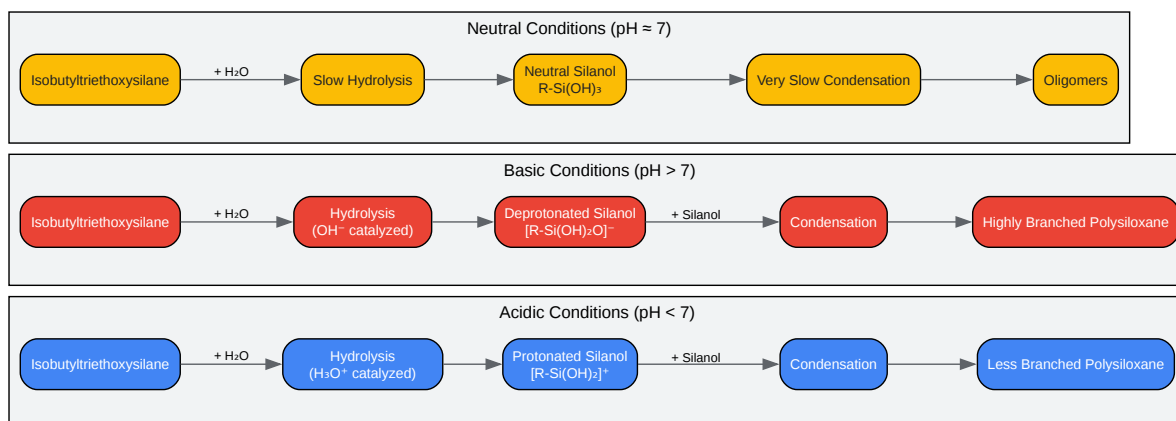 Neutral Conditions (pH ≈ 7)
Isobutyltriethoxysilane
+ H₂O
Slow Hydrolysis
Neutral Silanol
R-Si(OH)₃
Very Slow Condensation
Oligomers
Basic Conditions (pH > 7)
Isobutyltriethoxysilane
+ H₂O
Hydrolysis
(OH⁻ catalyzed)
Deprotonated Silanol
[R-Si(OH)₂O]⁻
+ Silanol
Condensation
Highly Branched Polysiloxane
Acidic Conditions (pH < 7)
Isobutyltriethoxysilane
+ H₂O
Hydrolysis
(H₃O⁺ catalyzed)
Protonated Silanol
[R-Si(OH)₂]⁺
+ Silanol
Condensation
Less Branched Polysiloxane